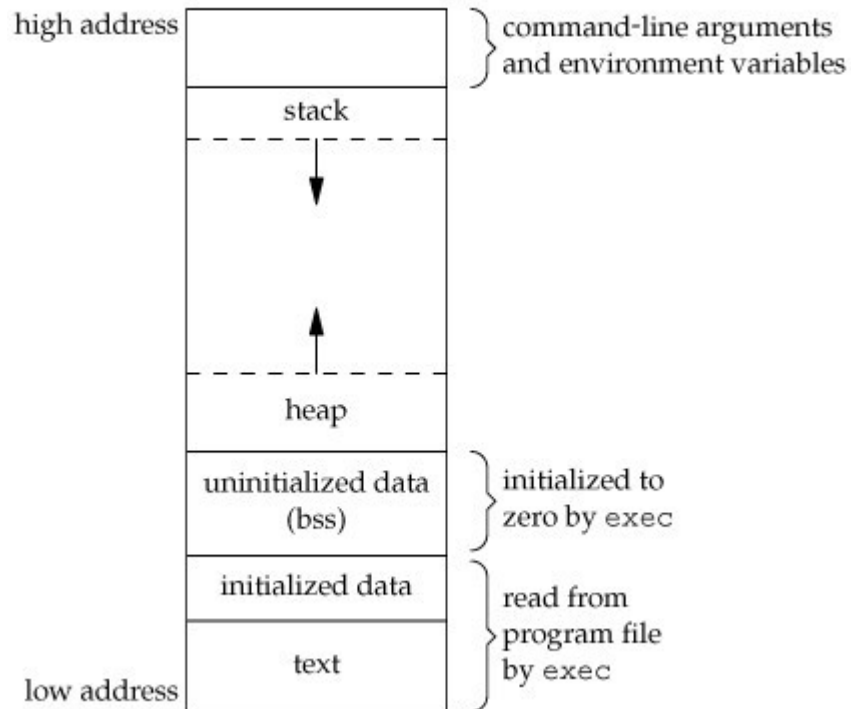 high address
command-line arguments
and environment variables
stack
heap
uninitialized data
(bss)
initialized to
zero by exec
initialized data
read from
program file
by exec
text
low address